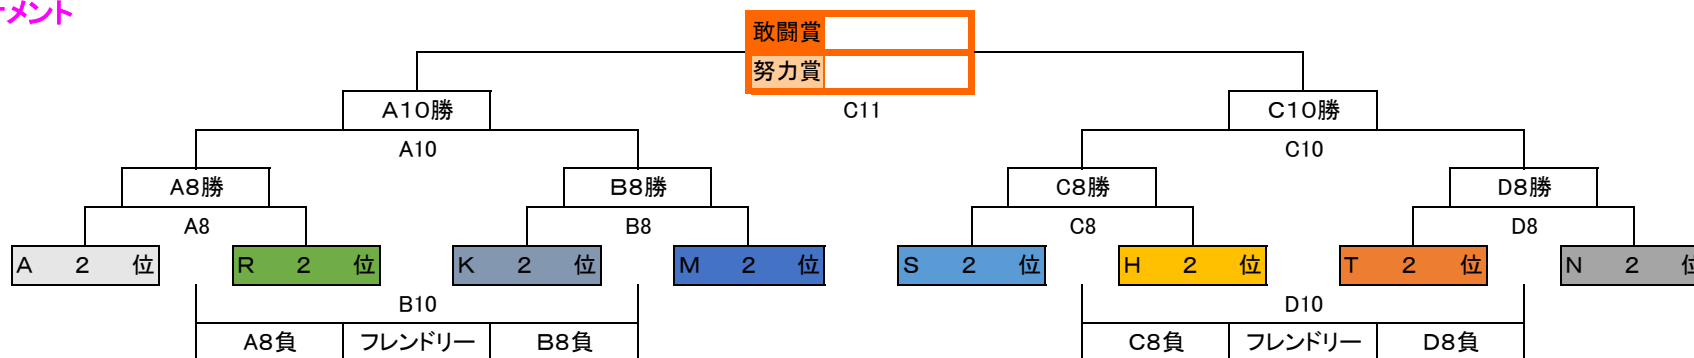 メント
敢闘賞
努力賞
A10勝 C11 C10勝
A10 C10
A8勝 B8勝 C8勝 D8勝
A8 B8 C8 D8
A 2 位 R 2 位 K 2 位 M 2 位 S 2 位 H 2 位 T 2 位 N 2 位
B10 D10
A8負 フレンドリー B8負 C8負 フレンドリー D8負